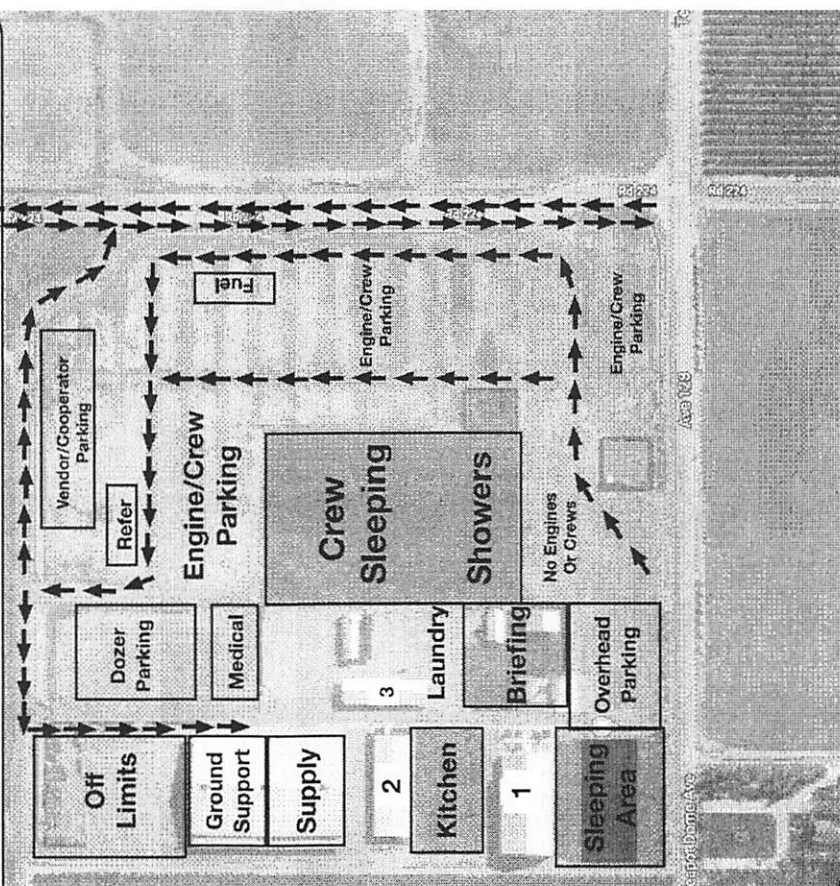 Sleeping
Area
1
Kitchen
2
Supply
Ground
Support
Off
Limits
Overhead
Parking
Briefing
Laundry
3
Medical
Dozer
Parking
No Engines
Or Crews
Showers
Crew
Sleeping
Engine/Crew
Parking
Refer
Vendor/Cooperator
Parking
Engine/Crew
Parking
Engine/Crew
Parking
Fuel
Ave 128
Rd 224
Rd 224
Rd 224
Rd 224